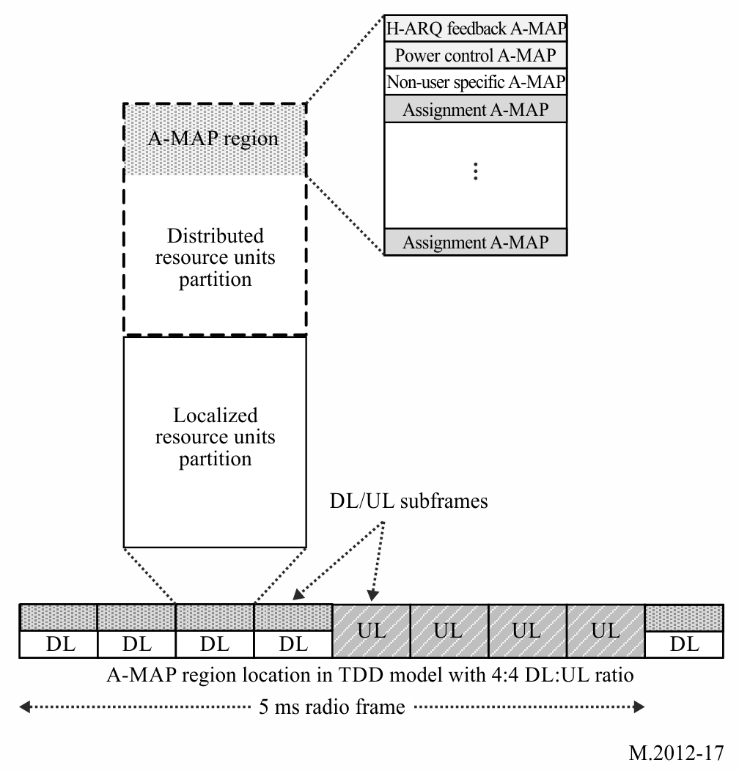 H-ARQ feedback A-MAP
Power control A-MAP
Non-user specific A-MAP
Assignment A-MAP
⋮
Assignment A-MAP
A-MAP region
Distributed
resource units
partition
Localized
resource units
partition
DL/UL subframes
DL DL DL DL UL UL UL UL DL
A-MAP region location in TDD model with 4:4 DL:UL ratio
5 ms radio frame
M.2012-17